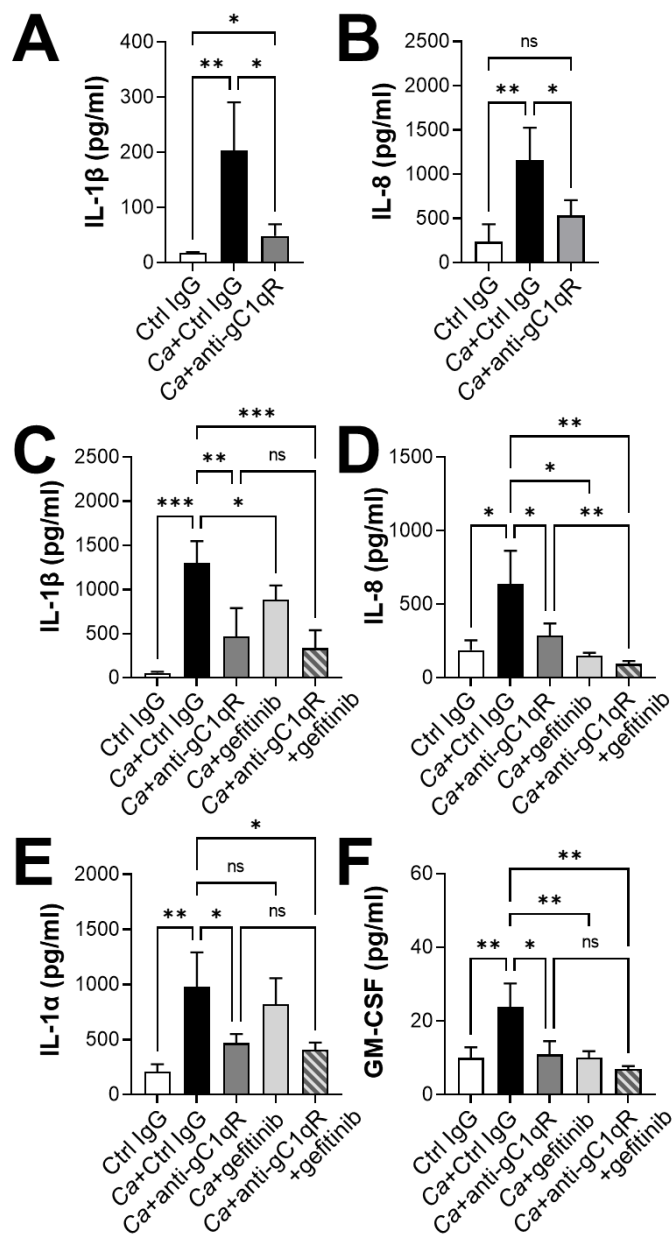 A
IL-1β (pg/ml)
400
300
200
100
0
*
**
*
Ctrl IgG
Ca+Ctrl IgG
Ca+anti-gC1qR
B
IL-8 (pg/ml)
2500
2000
1500
1000
500
0
ns
**
*
Ctrl IgG
Ca+Ctrl IgG
Ca+anti-gC1qR
C
IL-1β (pg/ml)
2500
2000
1500
1000
500
0
***
**
ns
***
*
Ctrl IgG
Ca+Ctrl IgG
Ca+anti-gC1qR
Ca+gefitinib
Ca+anti-gC1qR
+gefitinib
D
IL-8 (pg/ml)
1500
1000
500
0
**
*
*
*
**
Ctrl IgG
Ca+Ctrl IgG
Ca+anti-gC1qR
Ca+gefitinib
Ca+anti-gC1qR
+gefitinib
E
IL-1α (pg/ml)
2000
1500
1000
500
0
*
ns
**
*
ns
Ctrl IgG
Ca+Ctrl IgG
Ca+anti-gC1qR
Ca+gefitinib
Ca+anti-gC1qR
+gefitinib
F
GM-CSF (pg/ml)
60
40
20
0
**
**
**
*
ns
Ctrl IgG
Ca+Ctrl IgG
Ca+anti-gC1qR
Ca+gefitinib
Ca+anti-gC1qR
+gefitinib